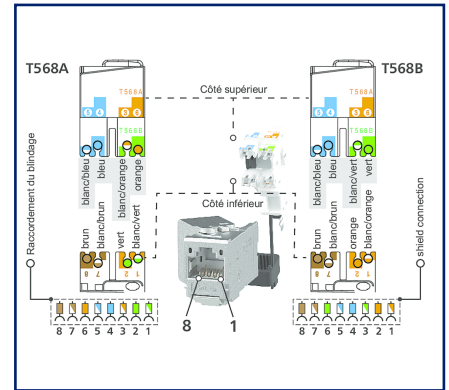 T568A
T568B
Côté supérieur
T568A
5 4 3 6
T568B
blanc/bleu
bleu
blanc/orange
orange
T568A
5 4 3 6
T568B
blanc/bleu
bleu
blanc/vert
vert
Côté inférieur
Raccordement du blindage
brun
blanc/brun
vert
blanc/vert
8 7 2 1
brun
blanc/brun
orange
blanc/orange
8 7 2 1
shield connection
8 1
8 7 6 5 4 3 2 1
8 7 6 5 4 3 2 1